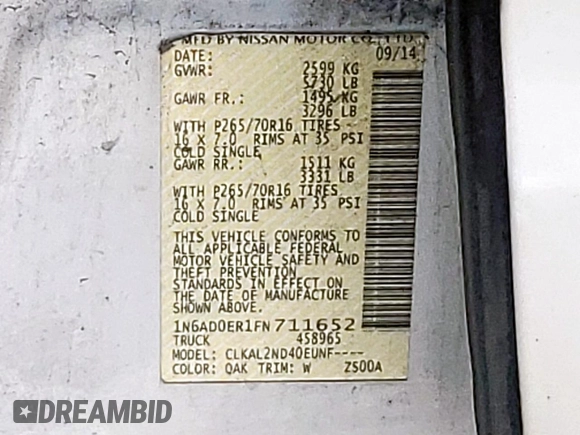 MFD BY NISSAN MOTOR CO., LTD.
DATE: 09/14
GVWR: 2599 KG
5730 LB
GAWR FR.: 1495 KG
3296 LB
WITH P265/70R16 TIRES
16 X 7.0 RIMS AT 35 PSI
COLD SINGLE
GAWR RR.: 1511 KG
3331 LB
WITH P265/70R16 TIRES
16 X 7.0 RIMS AT 35 PSI
COLD SINGLE
THIS VEHICLE CONFORMS TO
ALL APPLICABLE FEDERAL
MOTOR VEHICLE SAFETY AND
THEFT PREVENTION
STANDARDS IN EFFECT ON
THE DATE OF MANUFACTURE
SHOWN ABOVE.
1N6AD0ER1FN711652
TRUCK 458965
MODEL: CLKAL2ND40EUNF----
COLOR: QAK TRIM: W ZS00A
DREAMBID